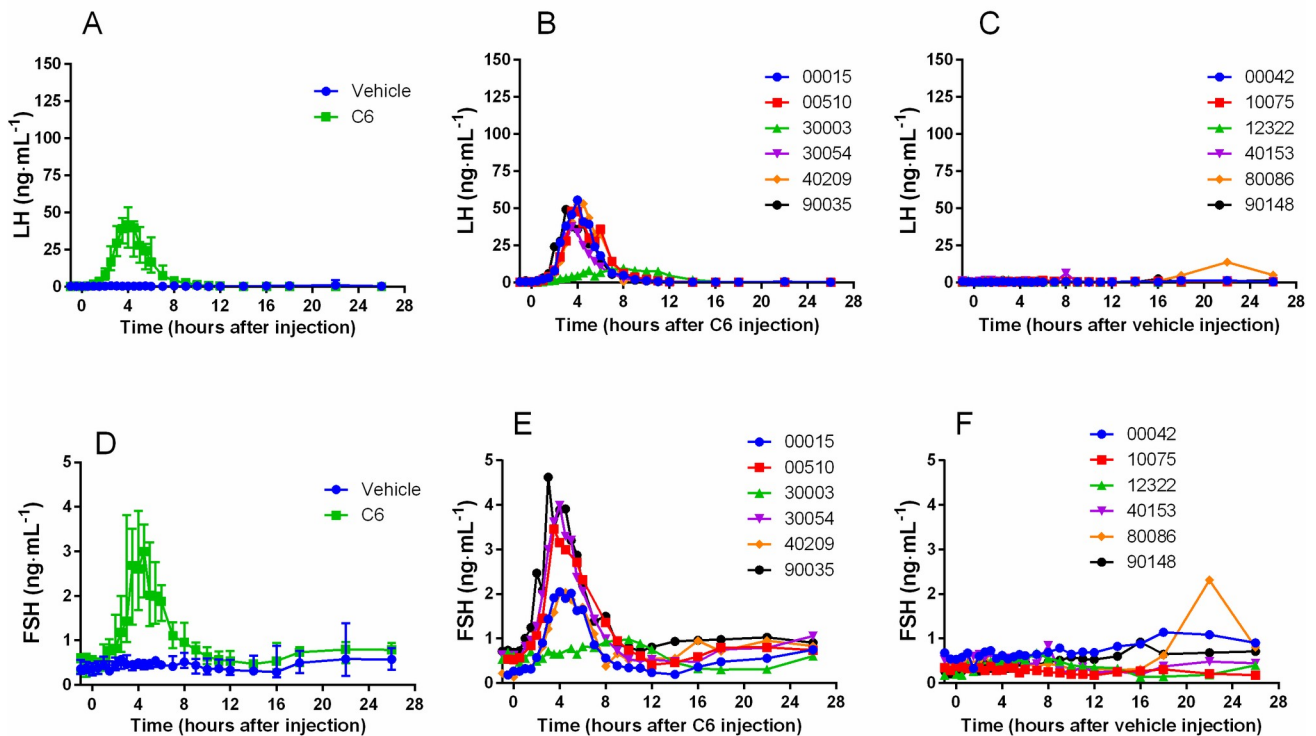 A
150
125
100
75
50
25
0
LH (ng·mL⁻¹)
0 4 8 12 16 20 24 28
Time (hours after injection)
Vehicle
C6
B
150
125
100
75
50
25
0
LH (ng·mL⁻¹)
0 4 8 12 16 20 24 28
Time (hours after C6 injection)
00015
00510
30003
30054
40209
90035
C
150
125
100
75
50
25
0
LH (ng·mL⁻¹)
0 4 8 12 16 20 24 28
Time (hours after vehicle injection)
00042
10075
12322
40153
80086
90148
D
5
4
3
2
1
0
FSH (ng·mL⁻¹)
0 4 8 12 16 20 24 28
Time (hours after injection)
Vehicle
C6
E
5
4
3
2
1
0
FSH (ng·mL⁻¹)
0 4 8 12 16 20 24 28
Time (hours after C6 injection)
00015
00510
30003
30054
40209
90035
F
5
4
3
2
1
0
FSH (ng·mL⁻¹)
0 4 8 12 16 20 24 28
Time (hours after vehicle injection)
00042
10075
12322
40153
80086
90148